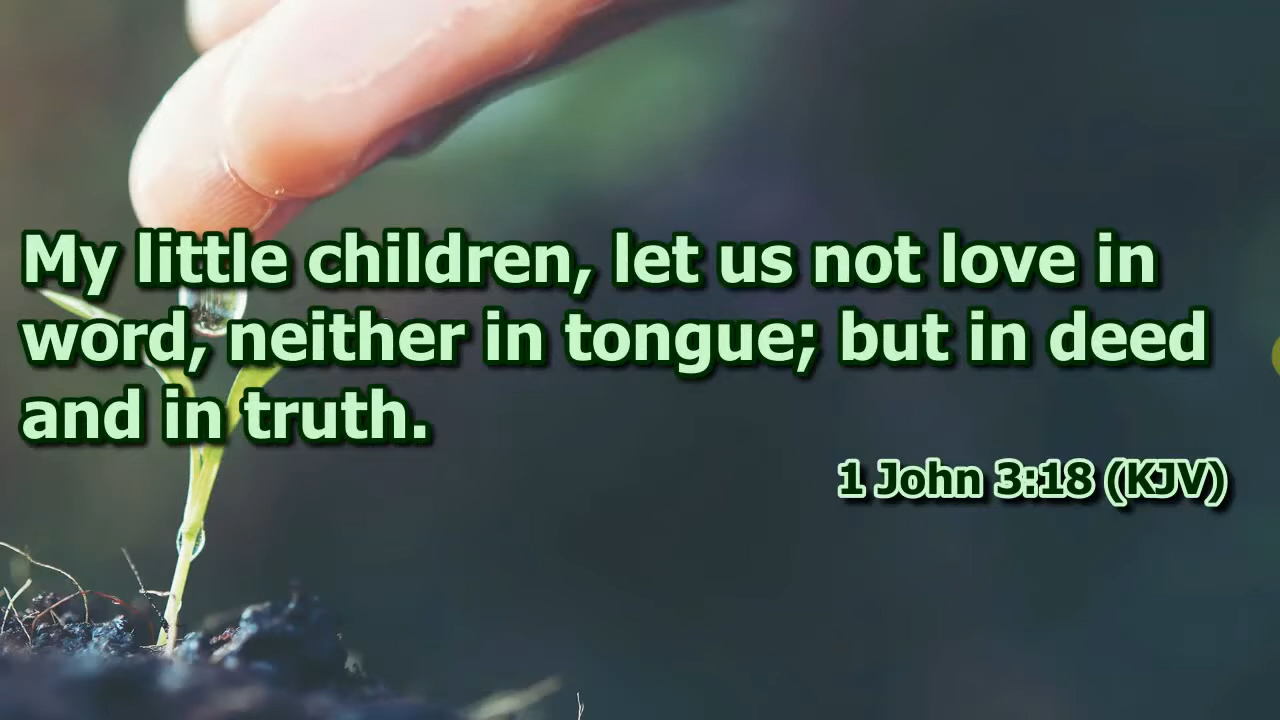 My little children, let us not love in
word, neither in tongue; but in deed
and in truth.
1 John 3:18 (KJV)